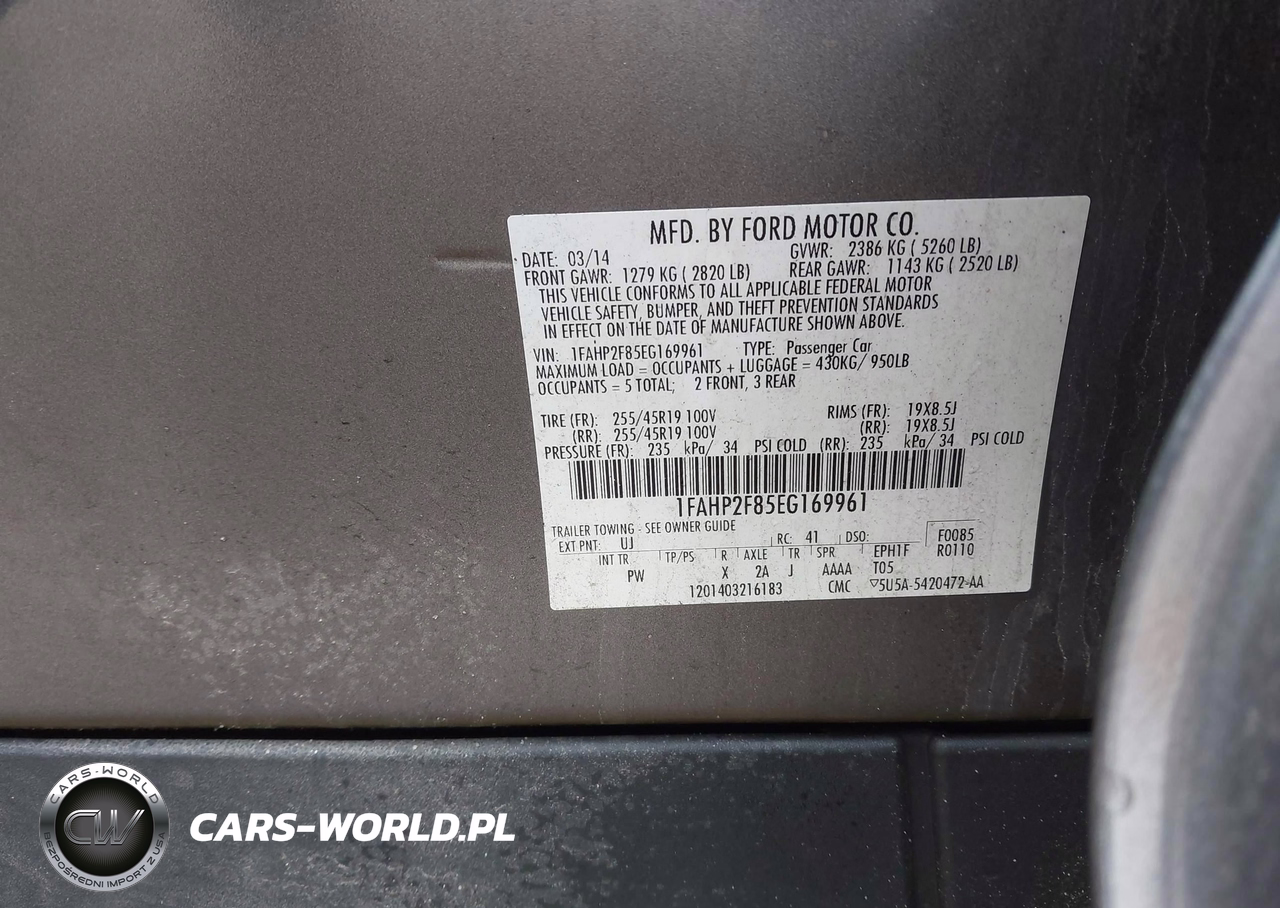 MFD. BY FORD MOTOR CO.
DATE: 03/14 GVWR: 2386 KG ( 5260 LB)
FRONT GAWR: 1279 KG ( 2820 LB) REAR GAWR: 1143 KG ( 2520 LB)
THIS VEHICLE CONFORMS TO ALL APPLICABLE FEDERAL MOTOR
VEHICLE SAFETY, BUMPER, AND THEFT PREVENTION STANDARDS
IN EFFECT ON THE DATE OF MANUFACTURE SHOWN ABOVE.
VIN: 1FAHP2F85EG169961 TYPE: Passenger Car
MAXIMUM LOAD = OCCUPANTS + LUGGAGE = 430KG/ 950LB
OCCUPANTS = 5 TOTAL; 2 FRONT, 3 REAR
TIRE (FR): 255/45R19 100V RIMS (FR): 19X8.5J
(RR): 255/45R19 100V (RR): 19X8.5J
PRESSURE (FR): 235 kPa/ 34 PSI COLD (RR): 235 kPa/ 34 PSI COLD
1FAHP2F85EG169961
TRAILER TOWING - SEE OWNER GUIDE
EXT PNT: UJ RC: 41 DSO: F0085
INT TR TP/PS R AXLE TR SPR EPH1F R0110
PW X 2A J AAAA T05
1201403216183 CMC ▽5U5A-5420472-AA
CARS-WORLD
CW
BEZPOŚREDNI IMPORT Z USA
CARS-WORLD.PL